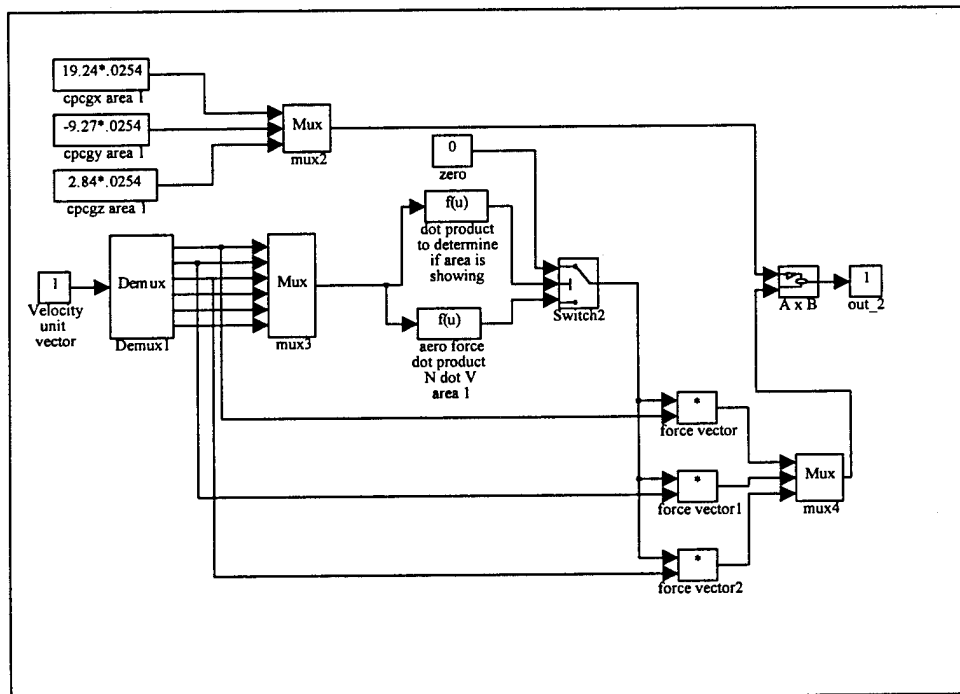 19.24*.0254
cpcgx area 1
-9.27*.0254
cpcgy area 1
2.84*.0254
cpcgz area 1
Mux
mux2
0
zero
f(u)
dot product
to determine
if area is
showing
1
Velocity
unit
vector
Demux
Demux1
Mux
mux3
f(u)
aero force
dot product
N dot V
area 1
Switch2
A x B
1
out_2
*
force vector
*
force vector1
*
force vector2
Mux
mux4